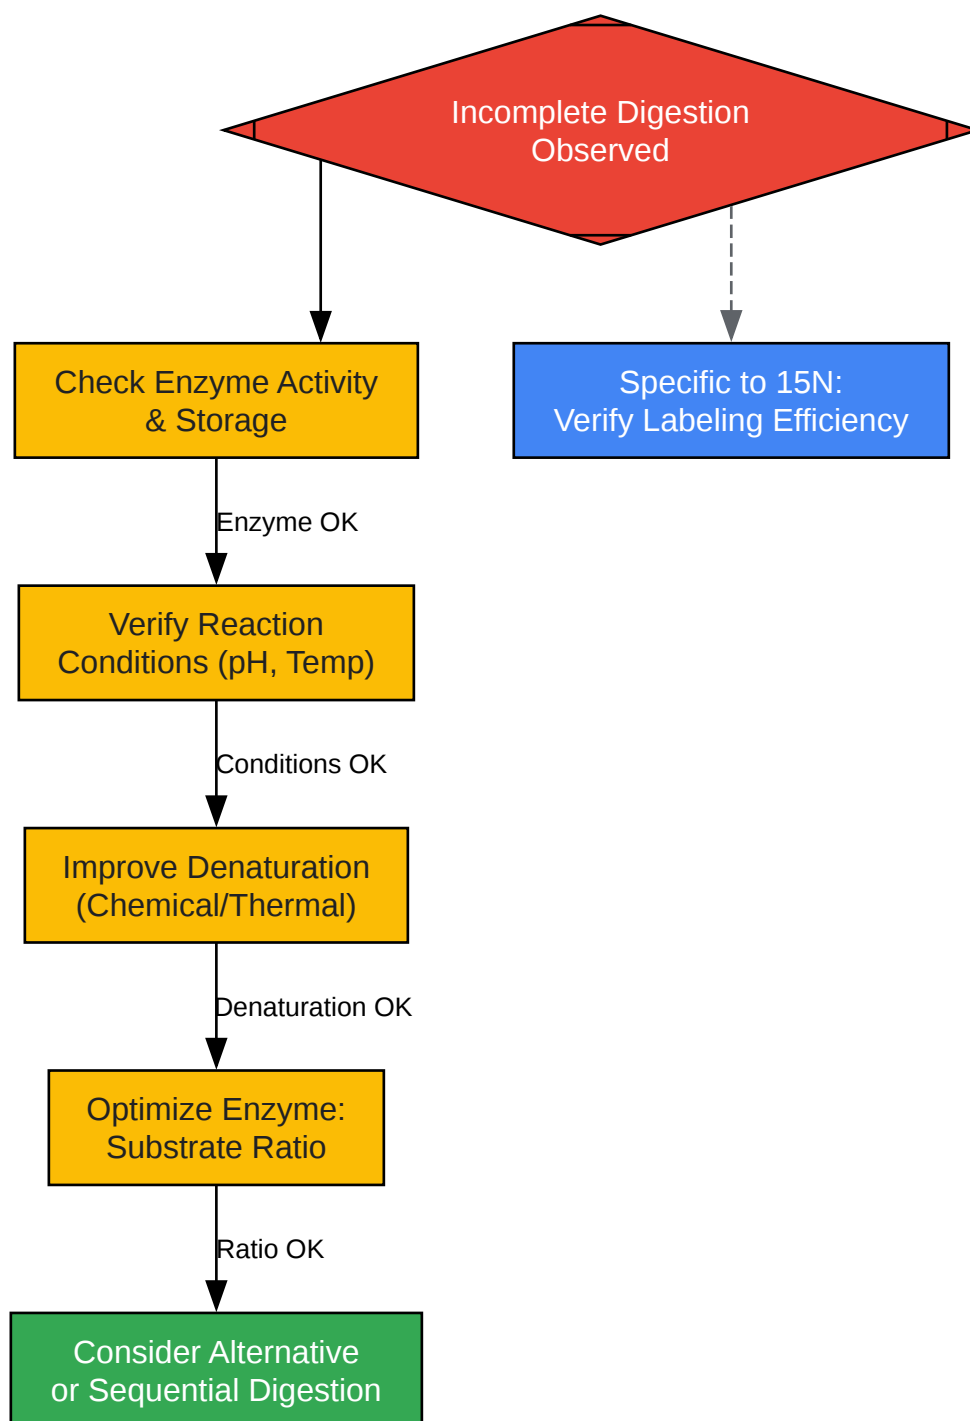 Incomplete Digestion
Observed
Check Enzyme Activity
& Storage
Specific to 15N:
Verify Labeling Efficiency
Enzyme OK
Verify Reaction
Conditions (pH, Temp)
Conditions OK
Improve Denaturation
(Chemical/Thermal)
Denaturation OK
Optimize Enzyme:
Substrate Ratio
Ratio OK
Consider Alternative
or Sequential Digestion